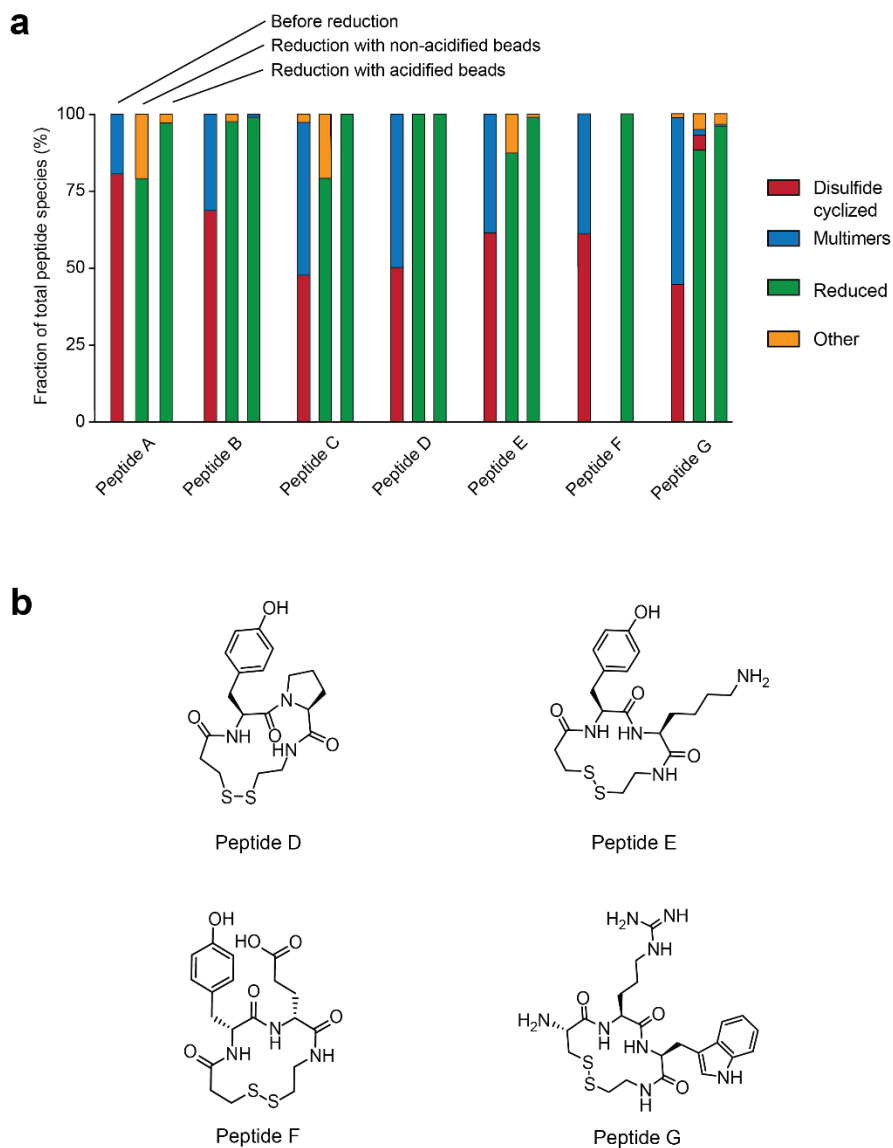 a
Before reduction
Reduction with non-acidified beads
Reduction with acidified beads
Fraction of total peptide species (%)
100
75
50
25
0
Peptide A
Peptide B
Peptide C
Peptide D
Peptide E
Peptide F
Peptide G
Disulfide
cyclized
Multimers
Reduced
Other
b
OH
O
N
O
NH
NH
O
S–S
Peptide D
OH
NH2
O
O
NH
HN
O
NH
S
S
Peptide E
OH
HO
O
O
N
H
O
O
NH
NH
S–S
Peptide F
H2N
NH
NH
O
O
H2N
NH
HN
S
S
N
H
O
NH
Peptide G